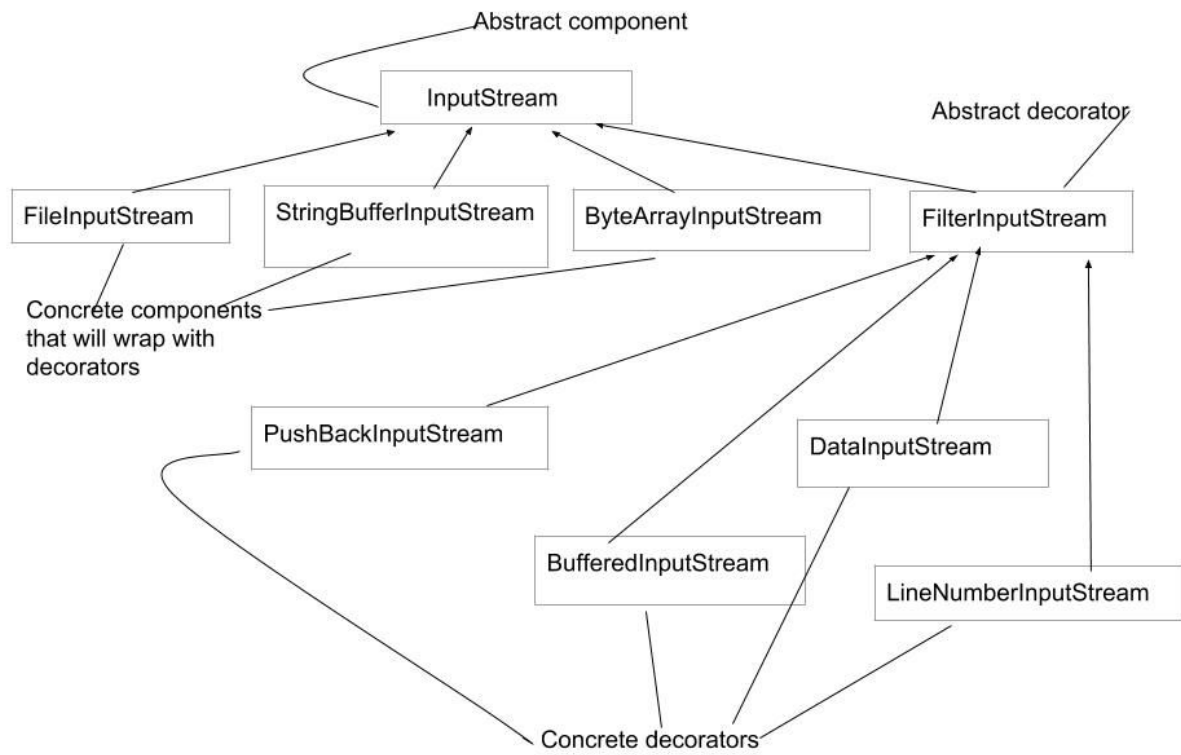 Abstract component
InputStream
Abstract decorator
FileInputStream
StringBufferInputStream
ByteArrayInputStream
FilterInputStream
Concrete components
that will wrap with
decorators
PushBackInputStream
DataInputStream
BufferedInputStream
LineNumberInputStream
Concrete decorators